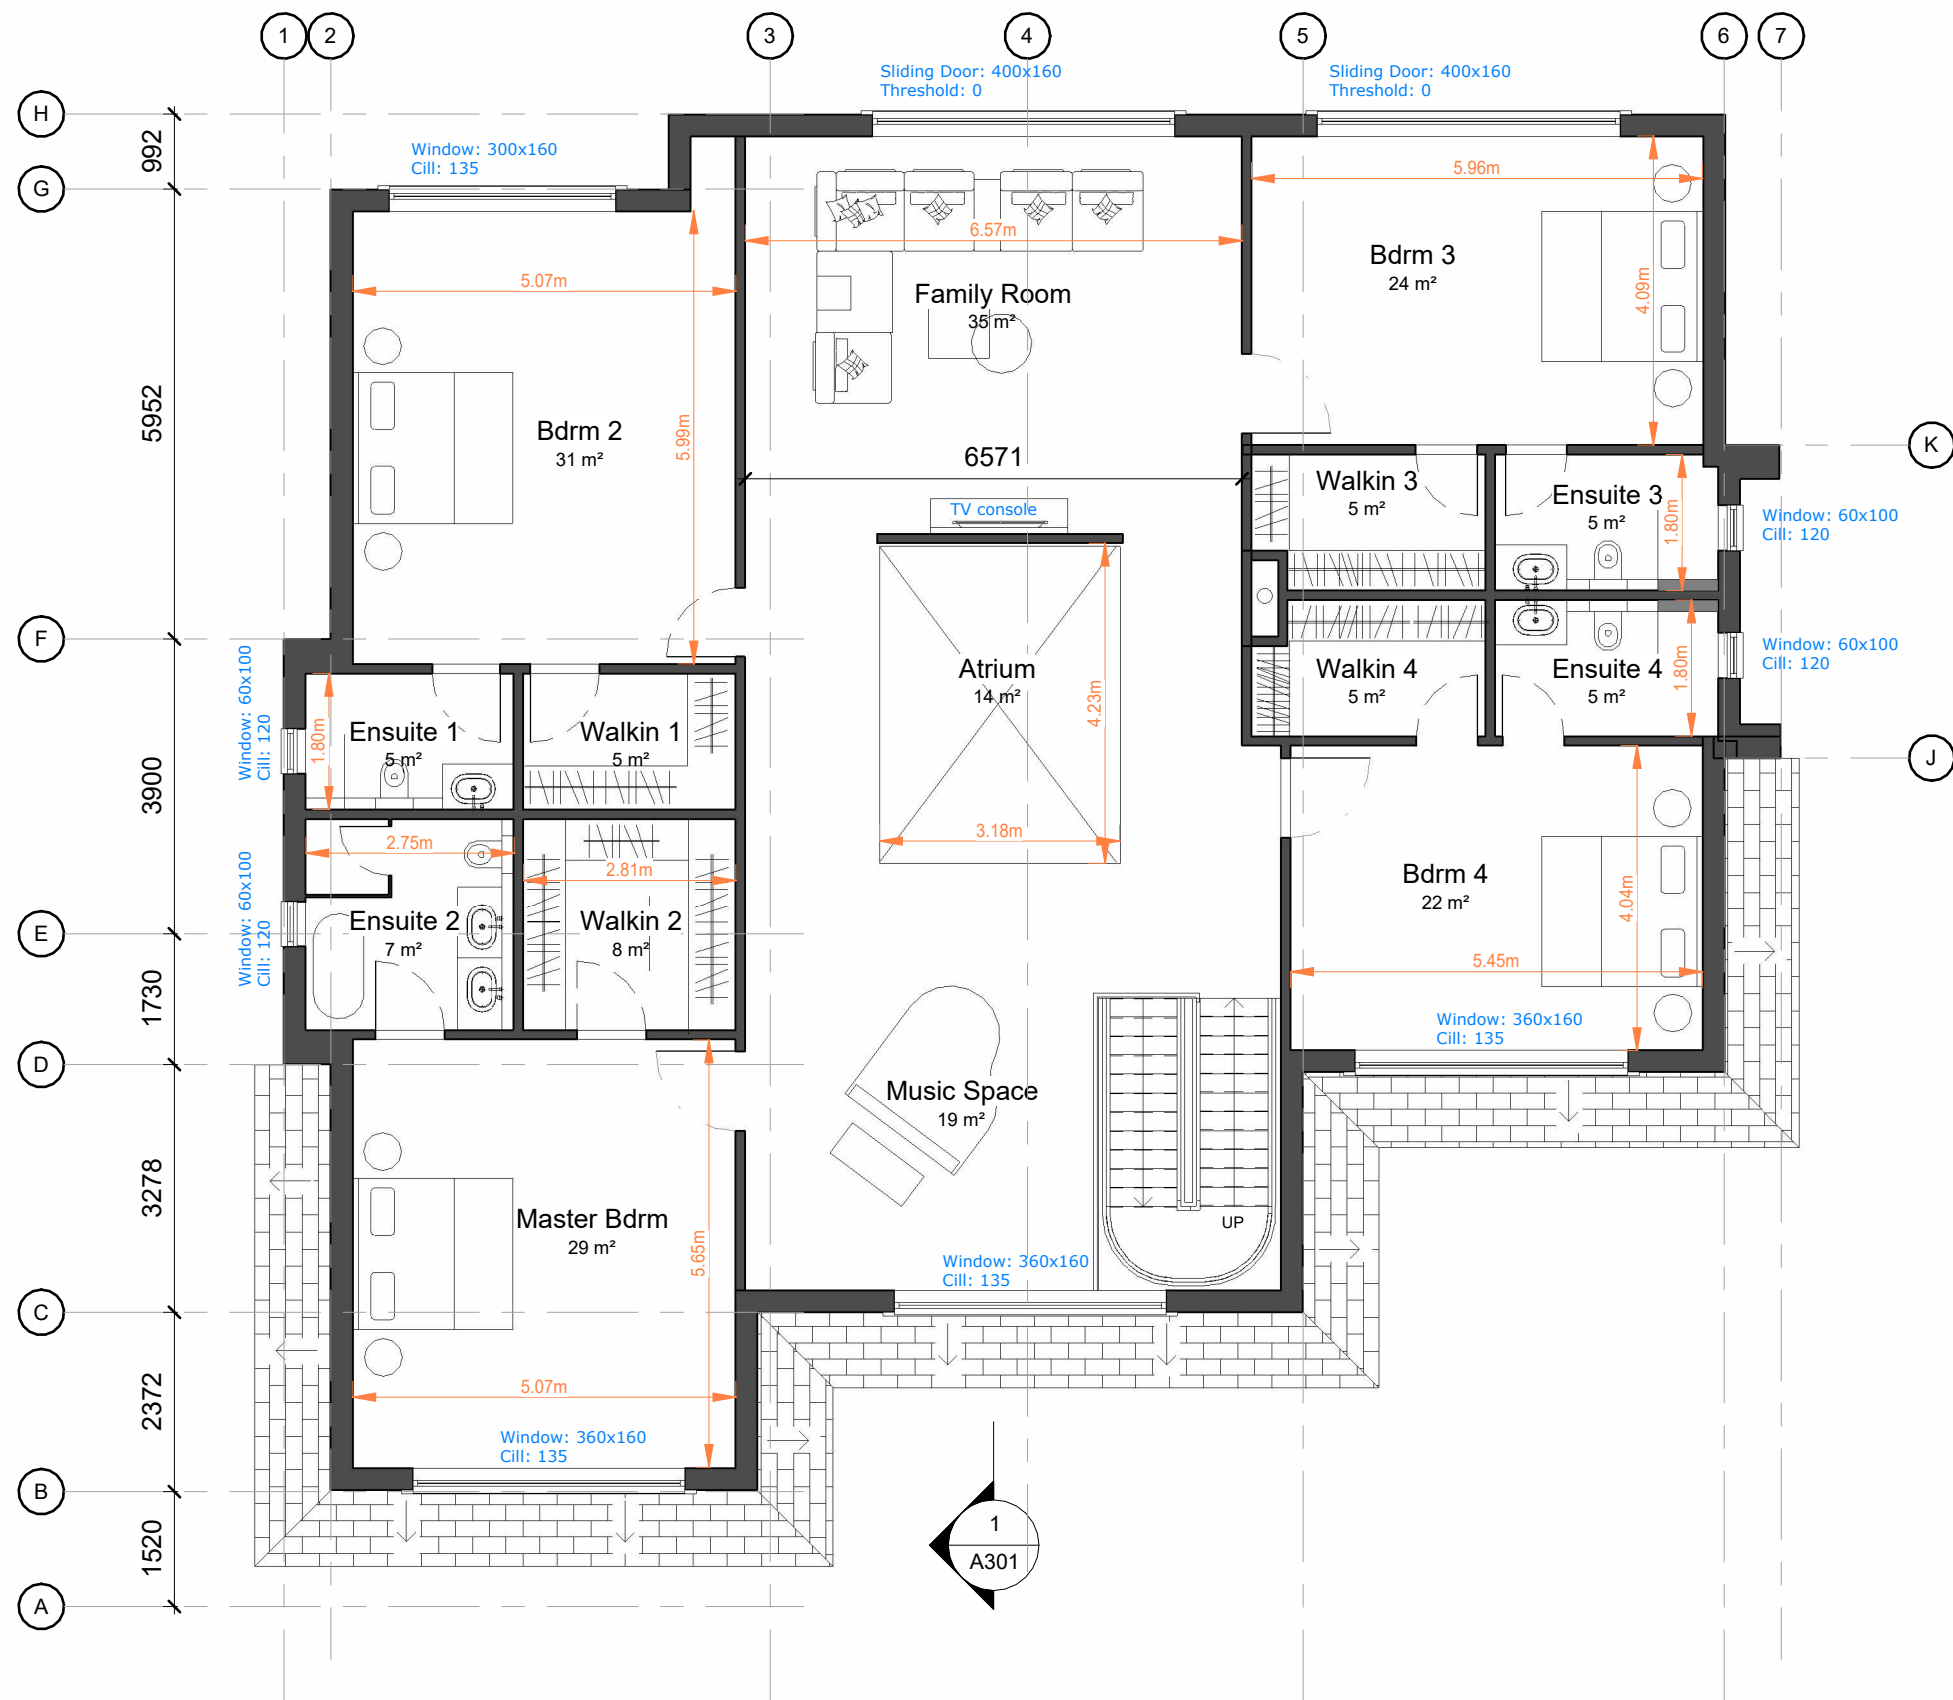 1
2
3
4
5
6
7
Sliding Door: 400x160
Threshold: 0
Sliding Door: 400x160
Threshold: 0
H
992
Window: 300x160
Cill: 135
G
5.96m
6.57m
Bdrm 3
24 m²
4.09m
5.07m
Family Room
35 m²
5952
Bdrm 2
31 m²
5.99m
6571
K
Walkin 3
5 m²
Ensuite 3
5 m²
1.80m
Window: 60x100
Cill: 120
TV console
F
Window: 60x100
Cill: 120
Atrium
14 m²
4.23m
Walkin 4
5 m²
Ensuite 4
5 m²
1.80m
Window: 60x100
Cill: 120
1.80m
Ensuite 1
5 m²
Walkin 1
5 m²
J
3900
3.18m
2.75m
2.81m
Bdrm 4
22 m²
4.04m
Window: 60x100
Cill: 120
E
Ensuite 2
7 m²
Walkin 2
8 m²
5.45m
1730
Window: 360x160
Cill: 135
D
Music Space
19 m²
3278
Master Bdrm
29 m²
5.65m
UP
Window: 360x160
Cill: 135
C
2372
5.07m
Window: 360x160
Cill: 135
B
1520
1
A301
A